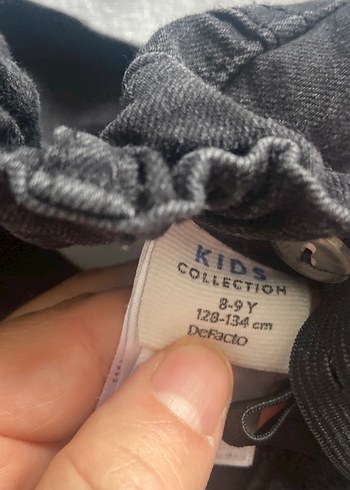 KIDS
COLLECTION
8-9 Y
128-134 cm
DeFacto